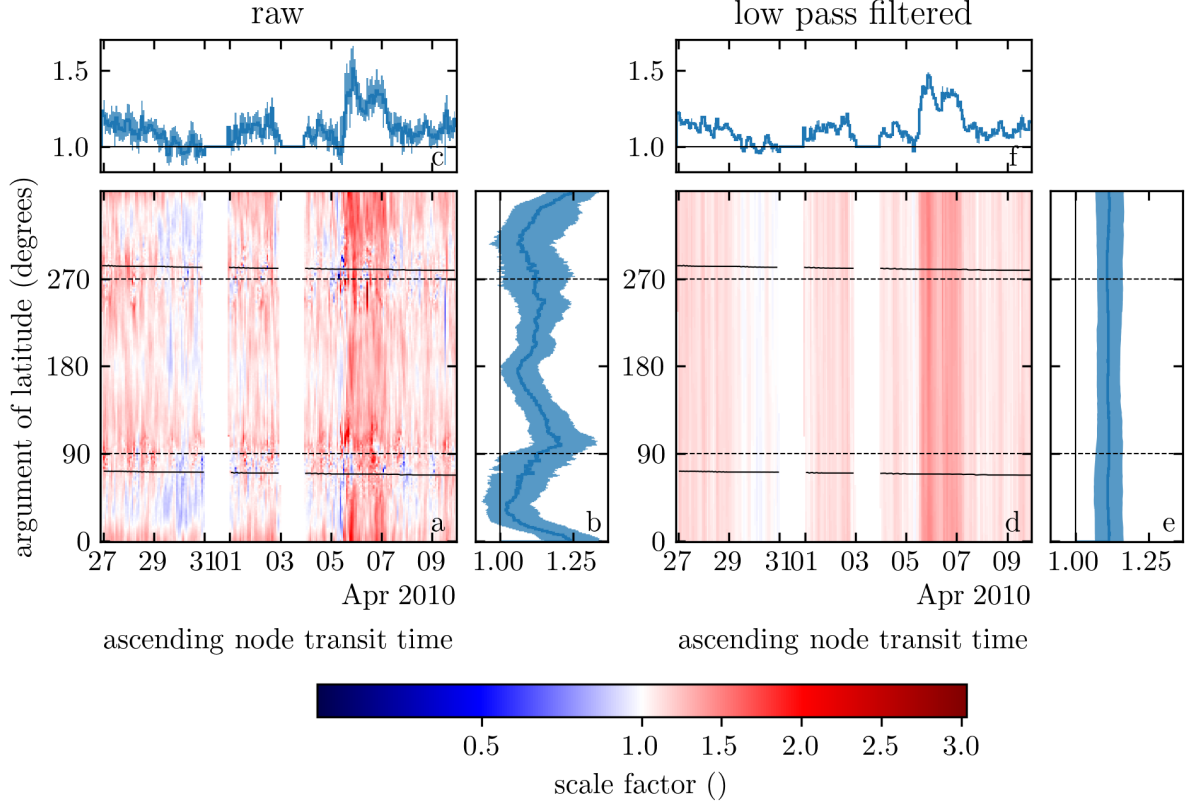 raw
low pass filtered
1.5
1.0
c
1.5
1.0
f
argument of latitude (degrees)
270
180
90
0
a
b
270
180
90
0
d
e
27 29 31 01 03 05 07 09
1.00 1.25
27 29 31 01 03 05 07 09
1.00 1.25
Apr 2010
Apr 2010
ascending node transit time
ascending node transit time
0.5 1.0 1.5 2.0 2.5 3.0
scale factor ()